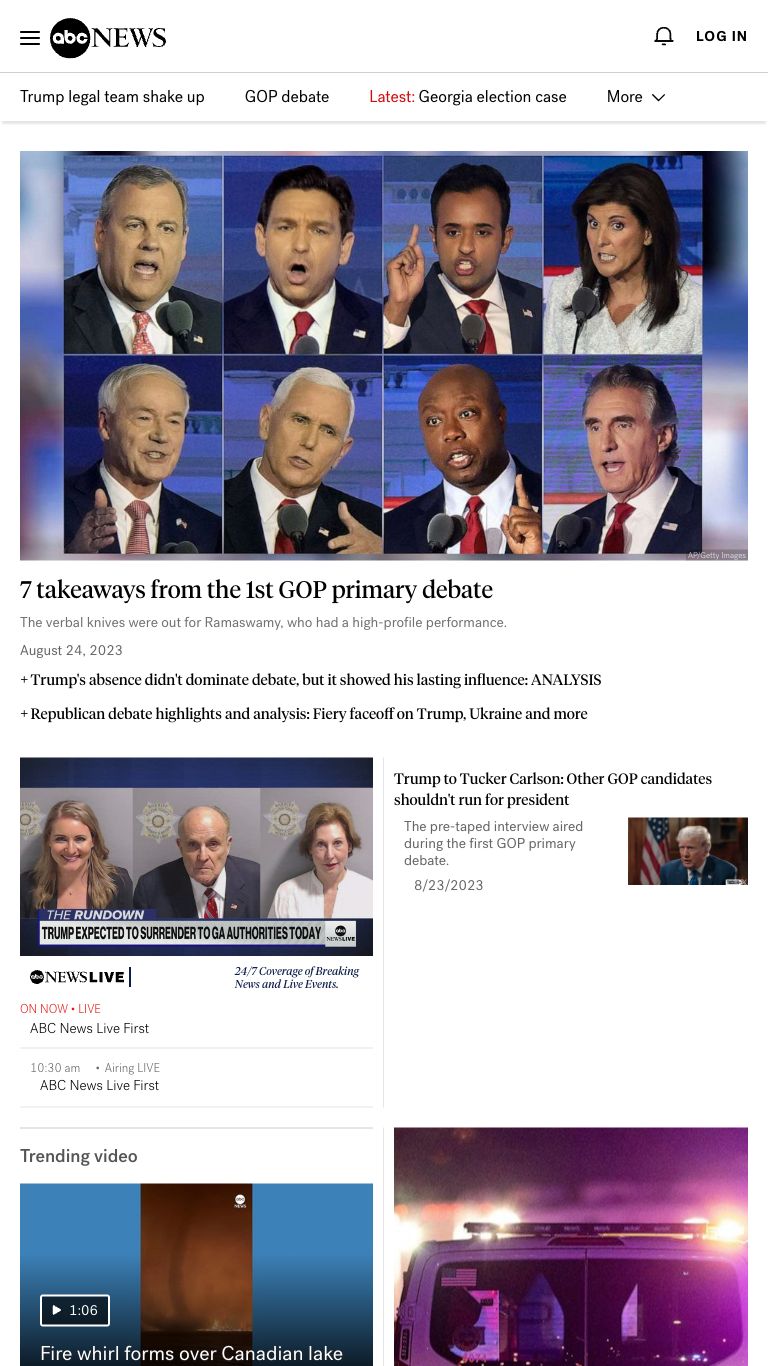 abc NEWS
LOG IN
Trump legal team shake up
GOP debate
Latest: Georgia election case
More
AP/Getty Images
7 takeaways from the 1st GOP primary debate
The verbal knives were out for Ramaswamy, who had a high-profile performance.
August 24, 2023
+ Trump's absence didn't dominate debate, but it showed his lasting influence: ANALYSIS
+ Republican debate highlights and analysis: Fiery faceoff on Trump, Ukraine and more
THE RUNDOWN
TRUMP EXPECTED TO SURRENDER TO GA AUTHORITIES TODAY
abc
NEWS LIVE
abc NEWS LIVE
24/7 Coverage of Breaking
News and Live Events.
ON NOW • LIVE
ABC News Live First
10:30 am • Airing LIVE
ABC News Live First
Trump to Tucker Carlson: Other GOP candidates
shouldn't run for president
The pre-taped interview aired
during the first GOP primary
debate.
8/23/2023
Trending video
abc
NEWS
1:06
Fire whirl forms over Canadian lake